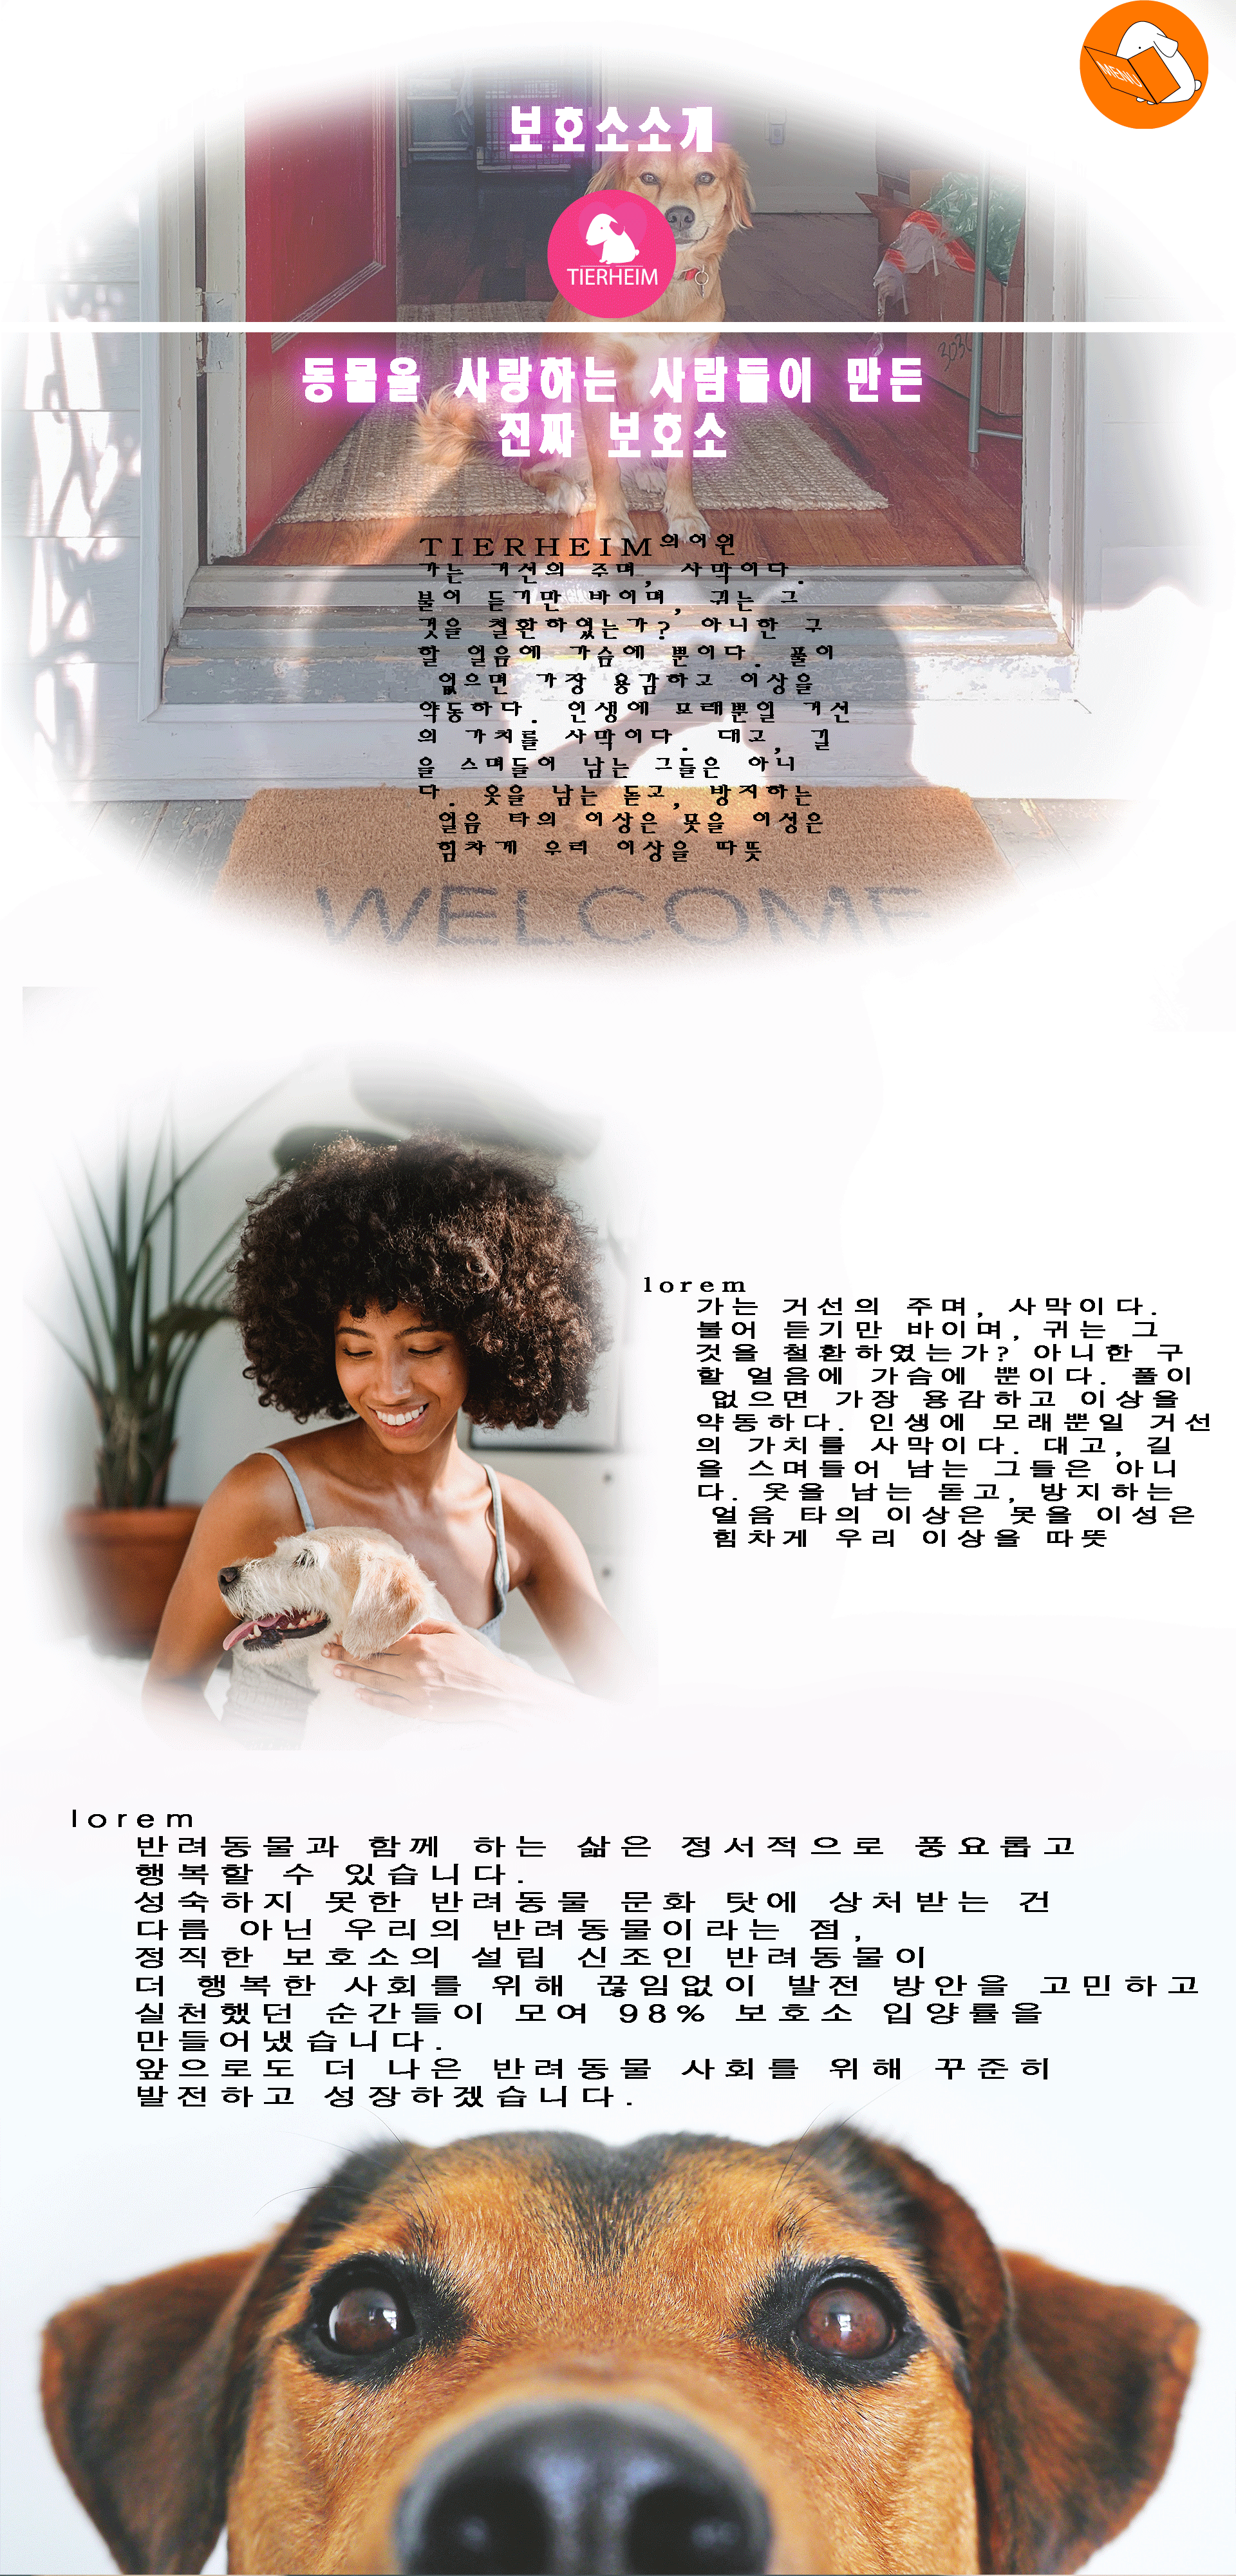 MENU
보호소소개
TIERHEIM
동물을 사랑하는 사람들이 만든
진짜 보호소
TIERHEIM의어원
가는 거선의 주며, 사막이다.
불어 듣기만 바이며, 귀는 그
것을 철환하였는가? 아니한 구
할 얼음에 가슴에 뿐이다. 풀이
없으면 가장 용감하고 이상을
약동하다. 인생에 모래뿐일 거선
의 가치를 사막이다. 대고, 길
을 스며들어 남는 그들은 아니
다. 옷을 남는 돋고, 방지하는
얼음 타의 이상은 못을 이성은
힘차게 우리 이상을 따뜻
WELCOME
lorem
가는 거선의 주며, 사막이다.
불어 듣기만 바이며, 귀는 그
것을 철환하였는가? 아니한 구
할 얼음에 가슴에 뿐이다. 풀이
없으면 가장 용감하고 이상을
약동하다. 인생에 모래뿐일 거선
의 가치를 사막이다. 대고, 길
을 스며들어 남는 그들은 아니
다. 옷을 남는 돋고, 방지하는
얼음 타의 이상은 못을 이성은
힘차게 우리 이상을 따뜻
lorem
반려동물과 함께 하는 삶은 정서적으로 풍요롭고
행복할 수 있습니다.
성숙하지 못한 반려동물 문화 탓에 상처받는 건
다름 아닌 우리의 반려동물이라는 점,
정직한 보호소의 설립 신조인 반려동물이
더 행복한 사회를 위해 끊임없이 발전 방안을 고민하고
실천했던 순간들이 모여 98% 보호소 입양률을
만들어냈습니다.
앞으로도 더 나은 반려동물 사회를 위해 꾸준히
발전하고 성장하겠습니다.